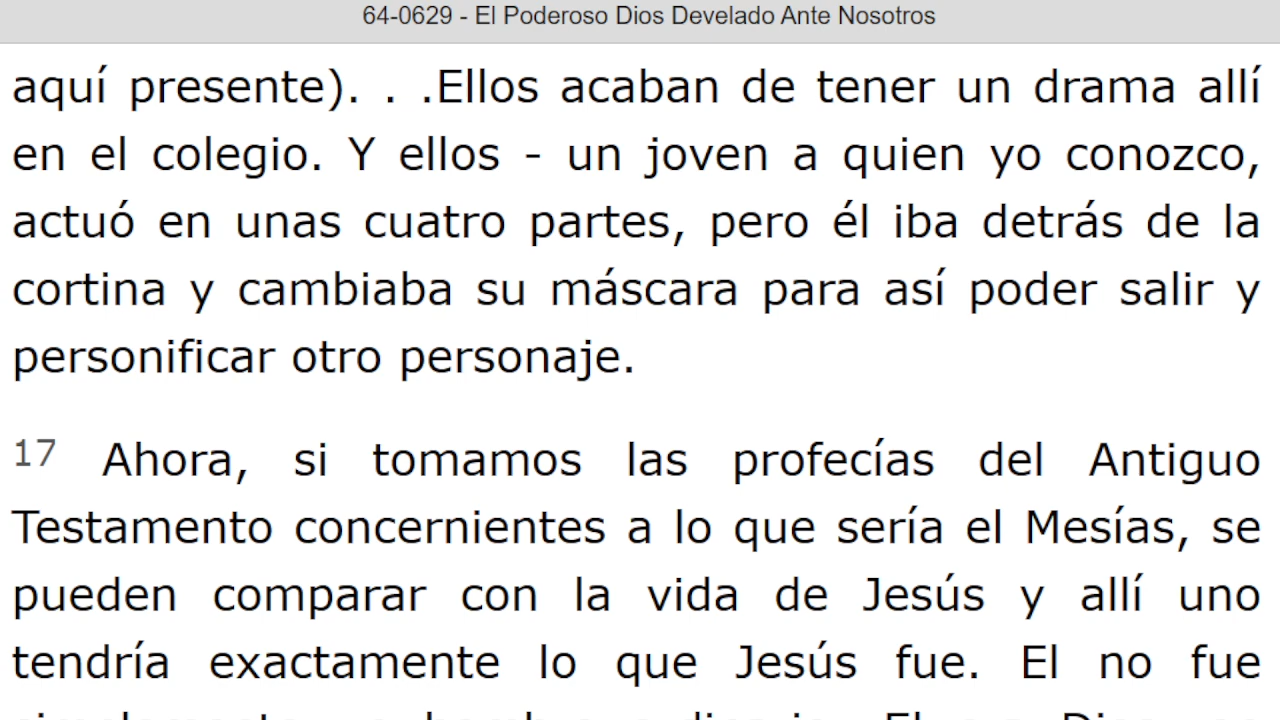 64-0629 - El Poderoso Dios Develado Ante Nosotros
aquí presente). . .Ellos acaban de tener un drama allí
en el colegio. Y ellos - un joven a quien yo conozco,
actuó en unas cuatro partes, pero él iba detrás de la
cortina y cambiaba su máscara para así poder salir y
personificar otro personaje.
17 Ahora, si tomamos las profecías del Antiguo
Testamento concernientes a lo que sería el Mesías, se
pueden comparar con la vida de Jesús y allí uno
tendría exactamente lo que Jesús fue. El no fue